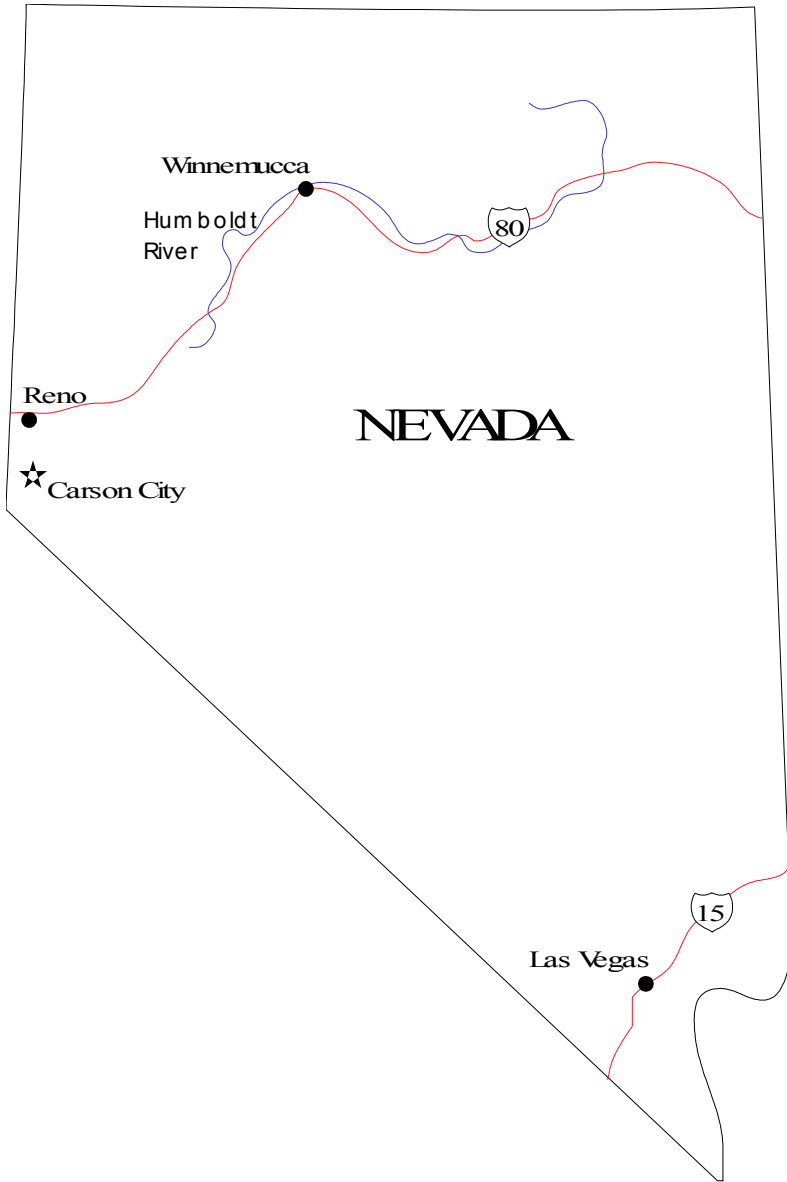 Winnemucca
Humboldt
River
80
Reno
NEVADA
Carson City
15
Las Vegas